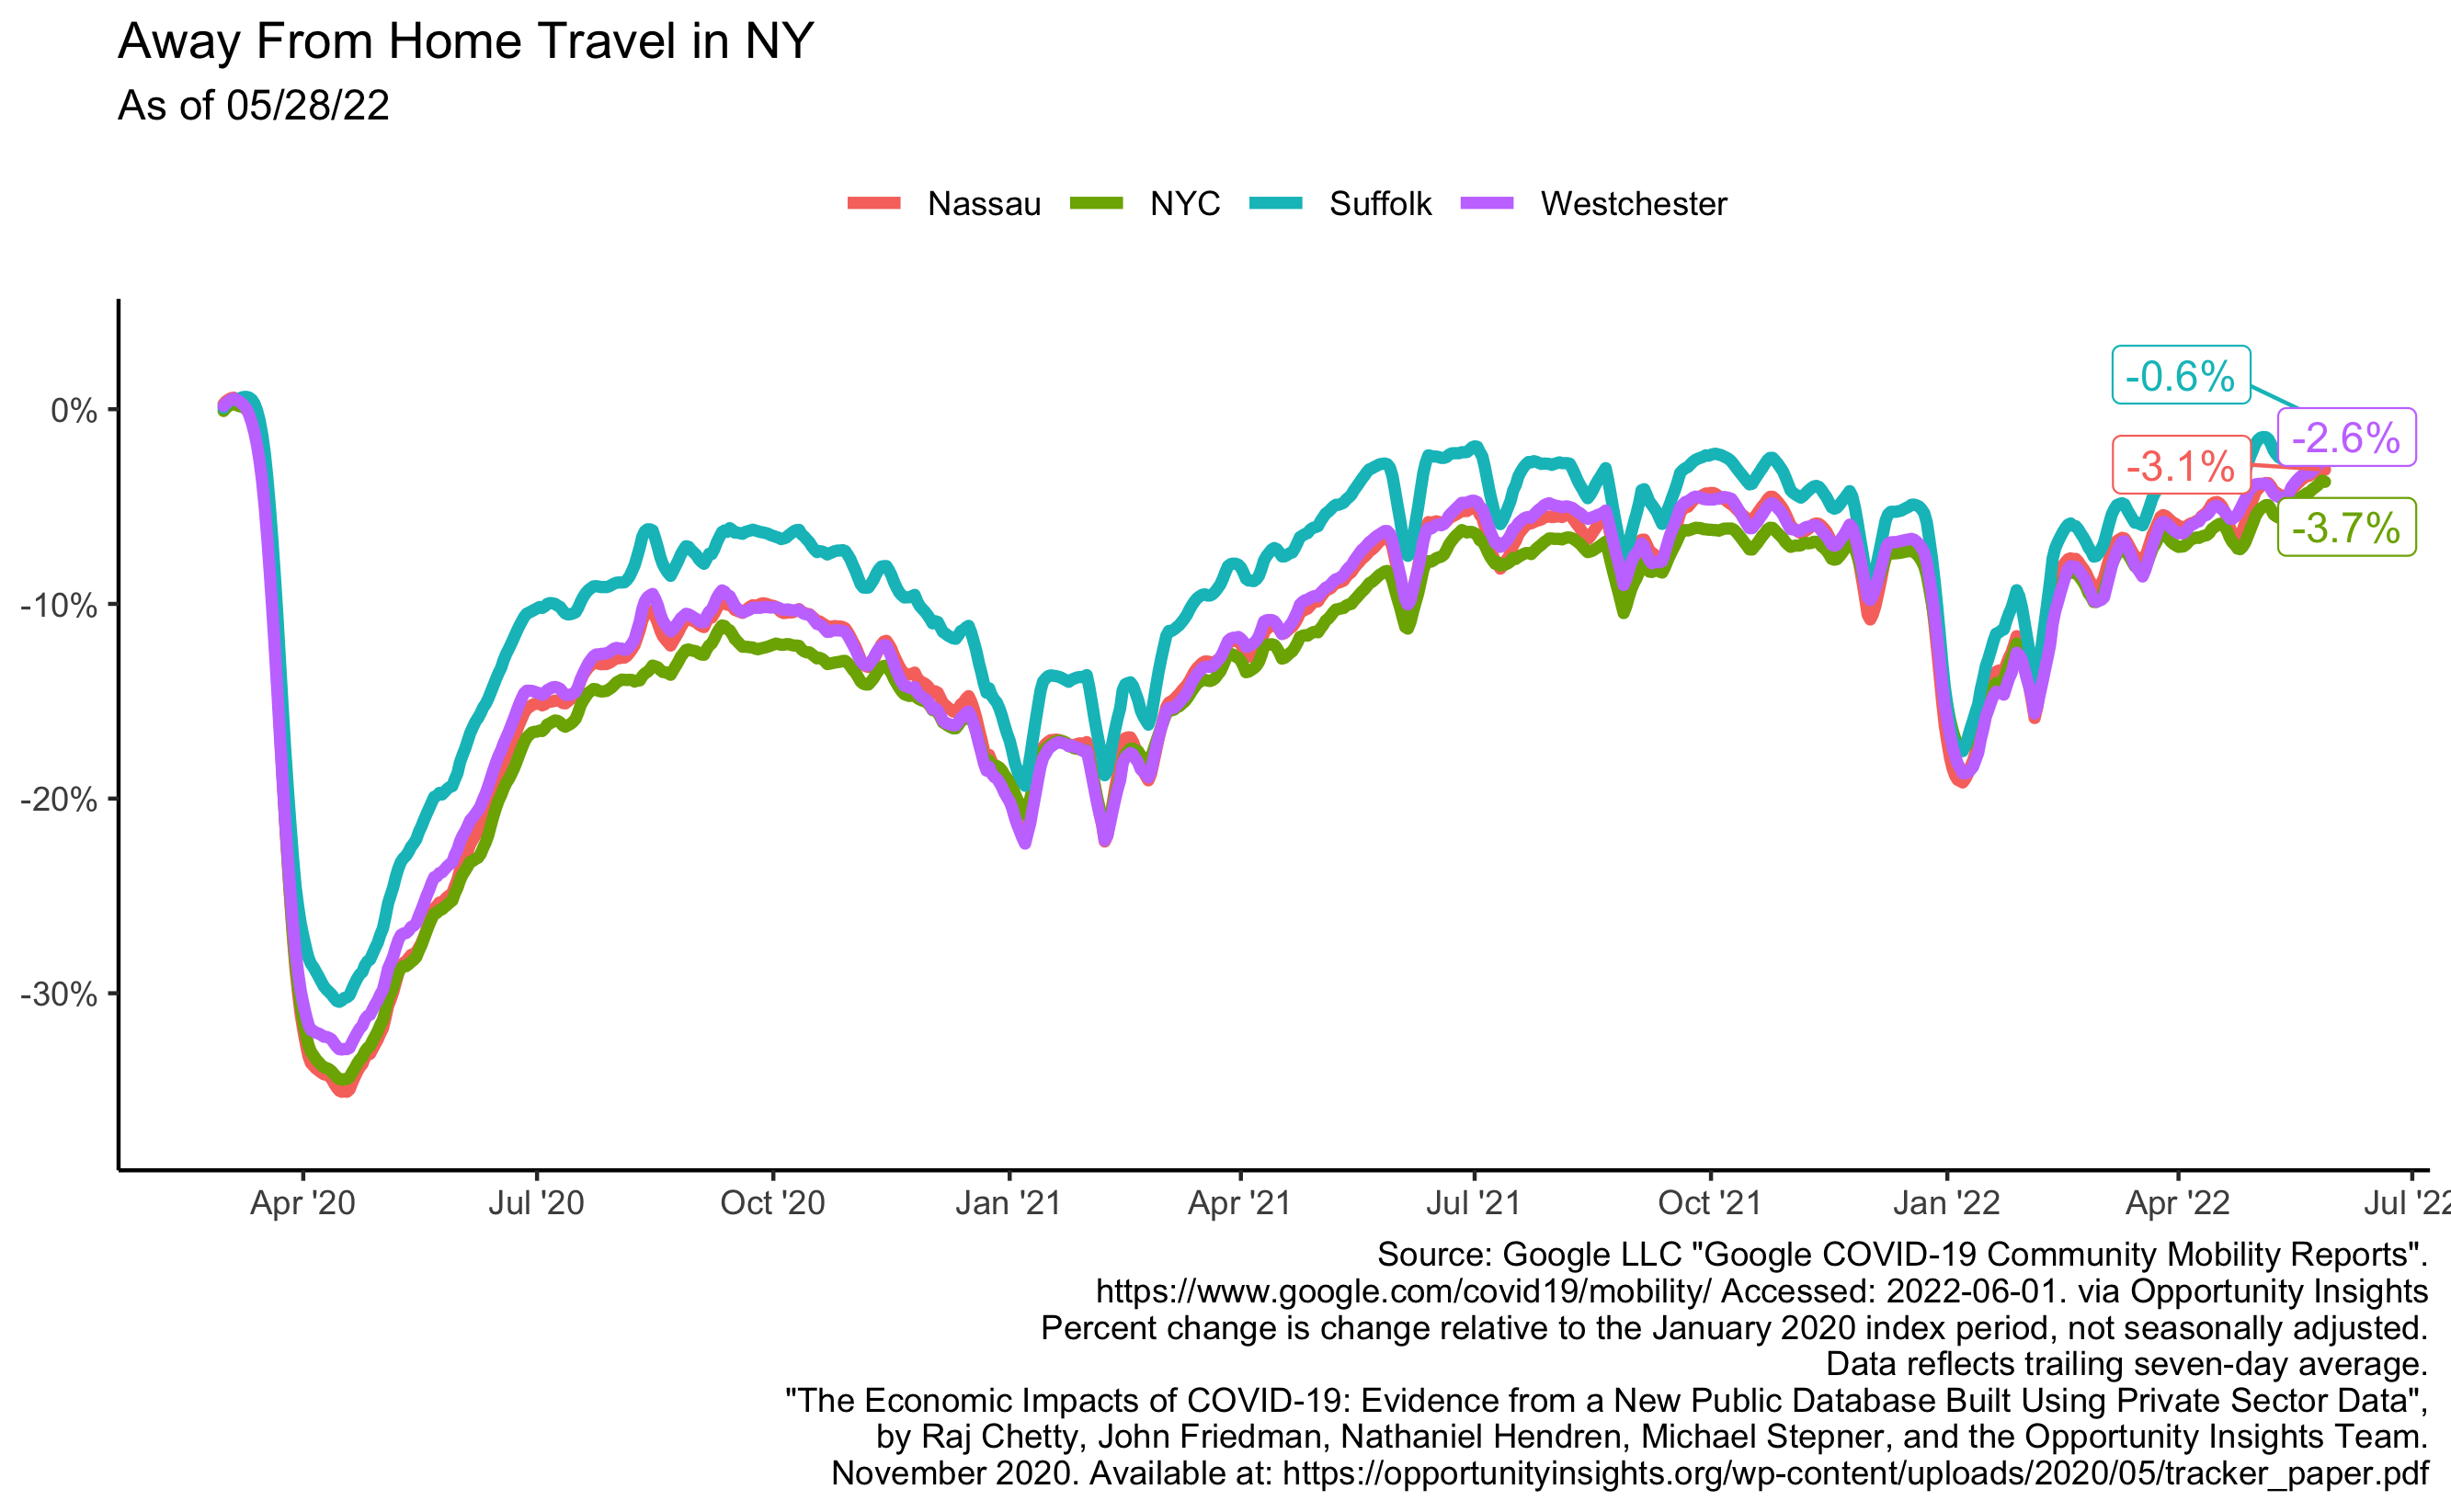 Away From Home Travel in NY
As of 05/28/22
Nassau NYC Suffolk Westchester
-0.6%
0%
-2.6%
-3.1%
-3.7%
-10%
-20%
-30%
Apr '20 Jul '20 Oct '20 Jan '21 Apr '21 Jul '21 Oct '21 Jan '22 Apr '22 Jul '22
Source: Google LLC "Google COVID-19 Community Mobility Reports".
https://www.google.com/covid19/mobility/ Accessed: 2022-06-01. via Opportunity Insights
Percent change is change relative to the January 2020 index period, not seasonally adjusted.
Data reflects trailing seven-day average.
"The Economic Impacts of COVID-19: Evidence from a New Public Database Built Using Private Sector Data",
by Raj Chetty, John Friedman, Nathaniel Hendren, Michael Stepner, and the Opportunity Insights Team.
November 2020. Available at: https://opportunityinsights.org/wp-content/uploads/2020/05/tracker_paper.pdf